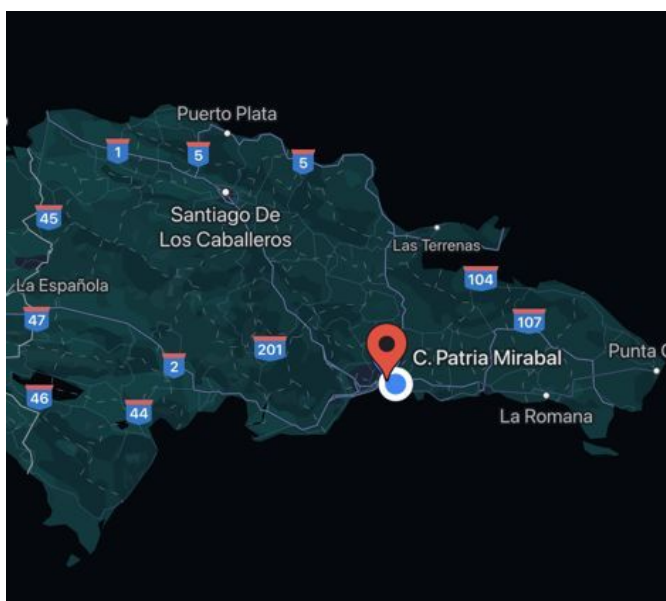 Puerto Plata
1
5
5
Santiago De
Los Caballeros
45
Las Terrenas
La Española
104
47
107
201
C. Patria Mirabal
2
Punta
46
44
La Romana